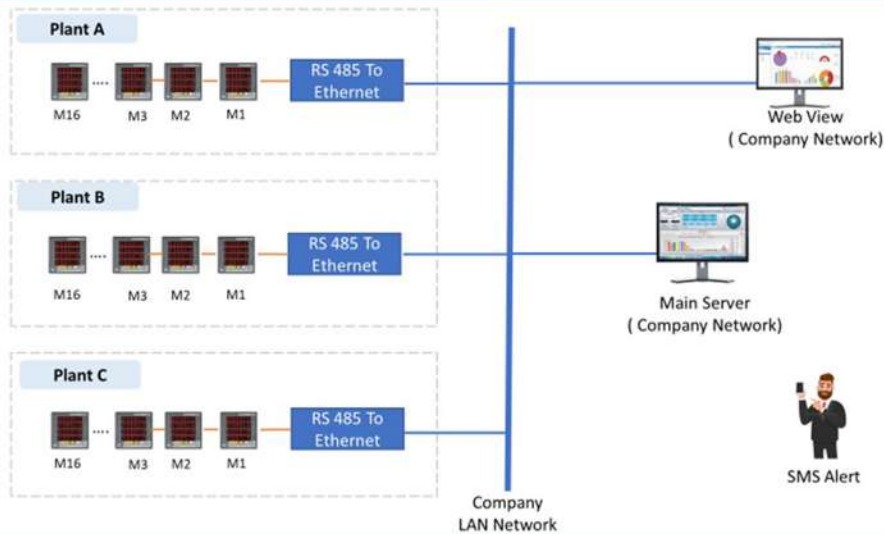 Plant A
M16
....
M3
M2
M1
RS 485 To
Ethernet
Web View
( Company Network)
Plant B
M16
....
M3
M2
M1
RS 485 To
Ethernet
Main Server
( Company Network)
Plant C
M16
....
M3
M2
M1
RS 485 To
Ethernet
SMS Alert
Company
LAN Network